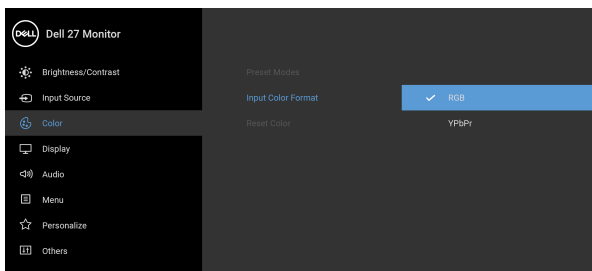 DELL
Dell 27 Monitor
Brightness/Contrast
Input Source
Color
Display
Audio
Menu
Personalize
Others
Preset Modes
Input Color Format
Reset Color
RGB
YPbPr